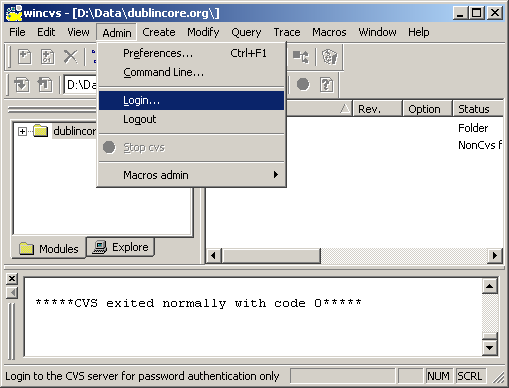 wincvs - [D:\Data\dublincore.org\]
File Edit View Admin Create Modify Query Trace Macros Window Help
Preferences... Ctrl+F1
Command Line...
Login...
Logout
Stop cvs
Macros admin
D:\Da
Rev. Option Status
dublincore
Folder
NonCvs f
Modules Explore
*****CVS exited normally with code 0*****
Login to the CVS server for password authentication only NUM SCRL